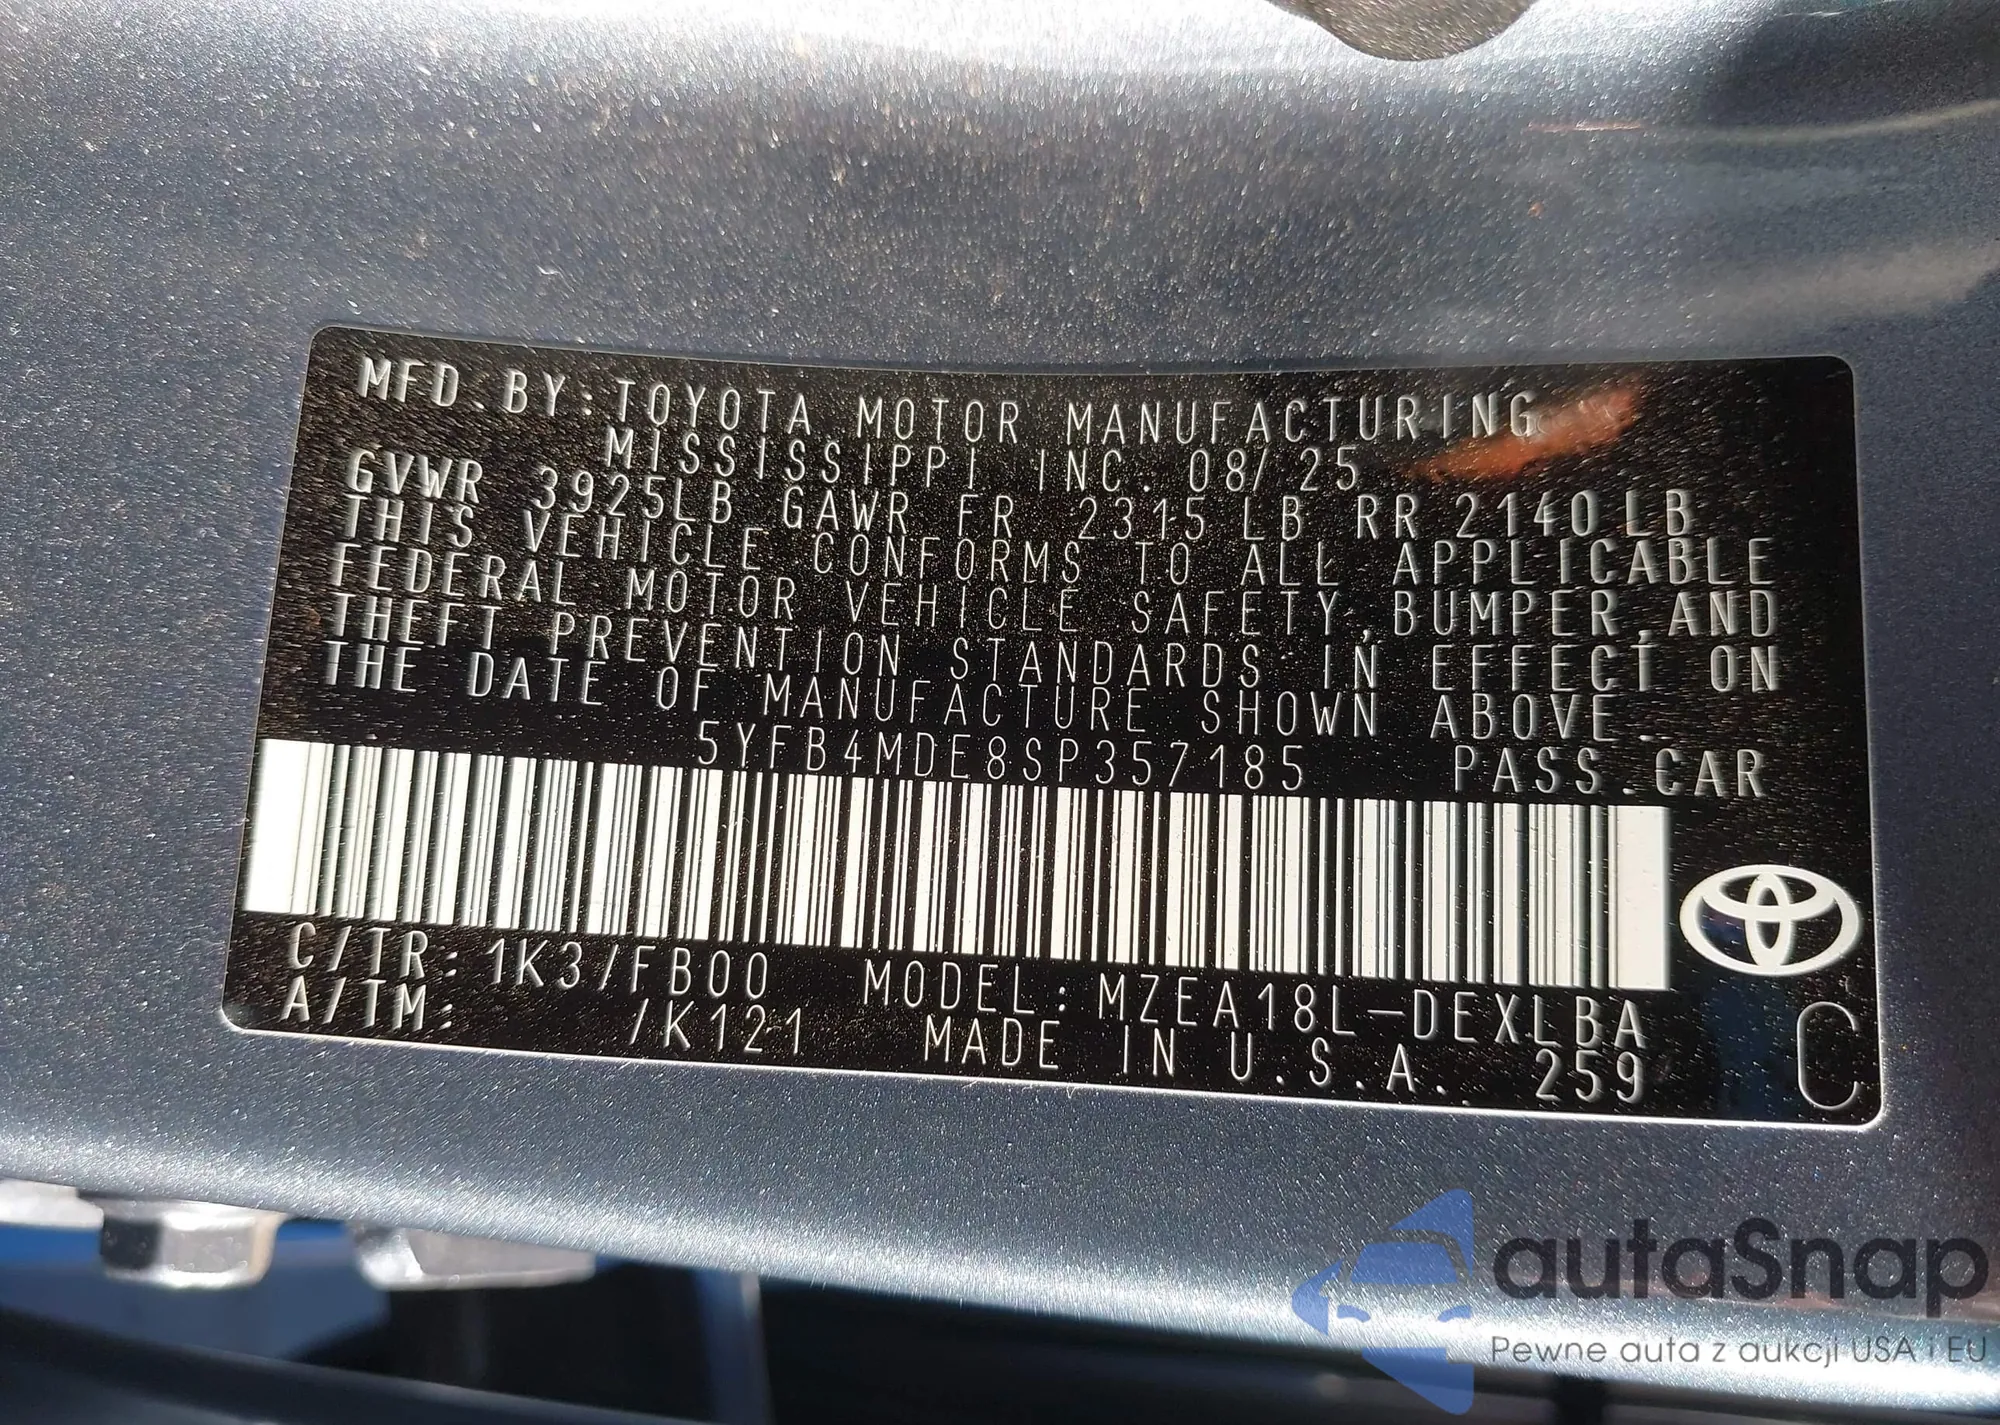 MFD.BY:TOYOTA MOTOR MANUFACTURING
MISSISSIPPI INC. 08/25
GVWR 3925LB GAWR FR 2315LB RR 2140LB
THIS VEHICLE CONFORMS TO ALL APPLICABLE
FEDERAL MOTOR VEHICLE SAFETY,BUMPER,AND
THEFT PREVENTION STANDARDS IN EFFECT ON
THE DATE OF MANUFACTURE SHOWN ABOVE.
5YFB4MDE8SP357185 PASS.CAR
C/TR: 1K3/FB00 MODEL: MZEA18L-DEXLBA
A/TM: /K121 MADE IN U.S.A. 259
C
autaSnap
Pewne auta z aukcji USA i EU